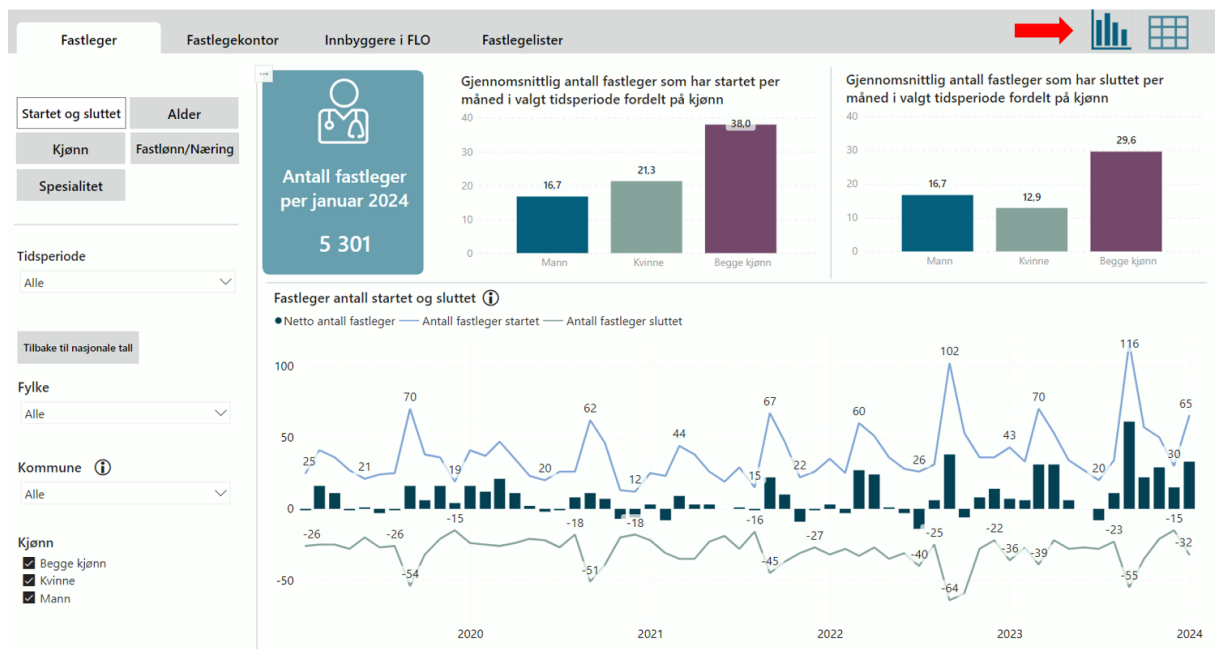 Fastleger
Fastlegekontor
Innbyggere i FLO
Fastlegelister
Startet og sluttet
Alder
Kjønn
Fastlønn/Næring
Spesialitet
Tidsperiode
Alle
Tilbake til nasjonale tall
Fylke
Alle
Kommune
Alle
Kjønn
Begge kjønn
Kvinne
Mann
Antall fastleger
per januar 2024
5 301
Gjennomsnittlig antall fastleger som har startet per
måned i valgt tidsperiode fordelt på kjønn
40
30
20
10
0
16,7
21,3
38,0
Mann
Kvinne
Begge kjønn
Gjennomsnittlig antall fastleger som har sluttet per
måned i valgt tidsperiode fordelt på kjønn
40
30
20
10
0
16,7
12,9
29,6
Mann
Kvinne
Begge kjønn
Fastleger antall startet og sluttet
Netto antall fastleger
Antall fastleger startet
Antall fastleger sluttet
100
50
0
-50
25
21
70
19
20
62
12
44
15
67
22
60
26
102
43
70
20
116
30
65
-26
-26
-54
-15
-18
-51
-18
-16
-45
-27
-40
-25
-64
-22
-36
-39
-23
-55
-15
-32
2020
2021
2022
2023
2024